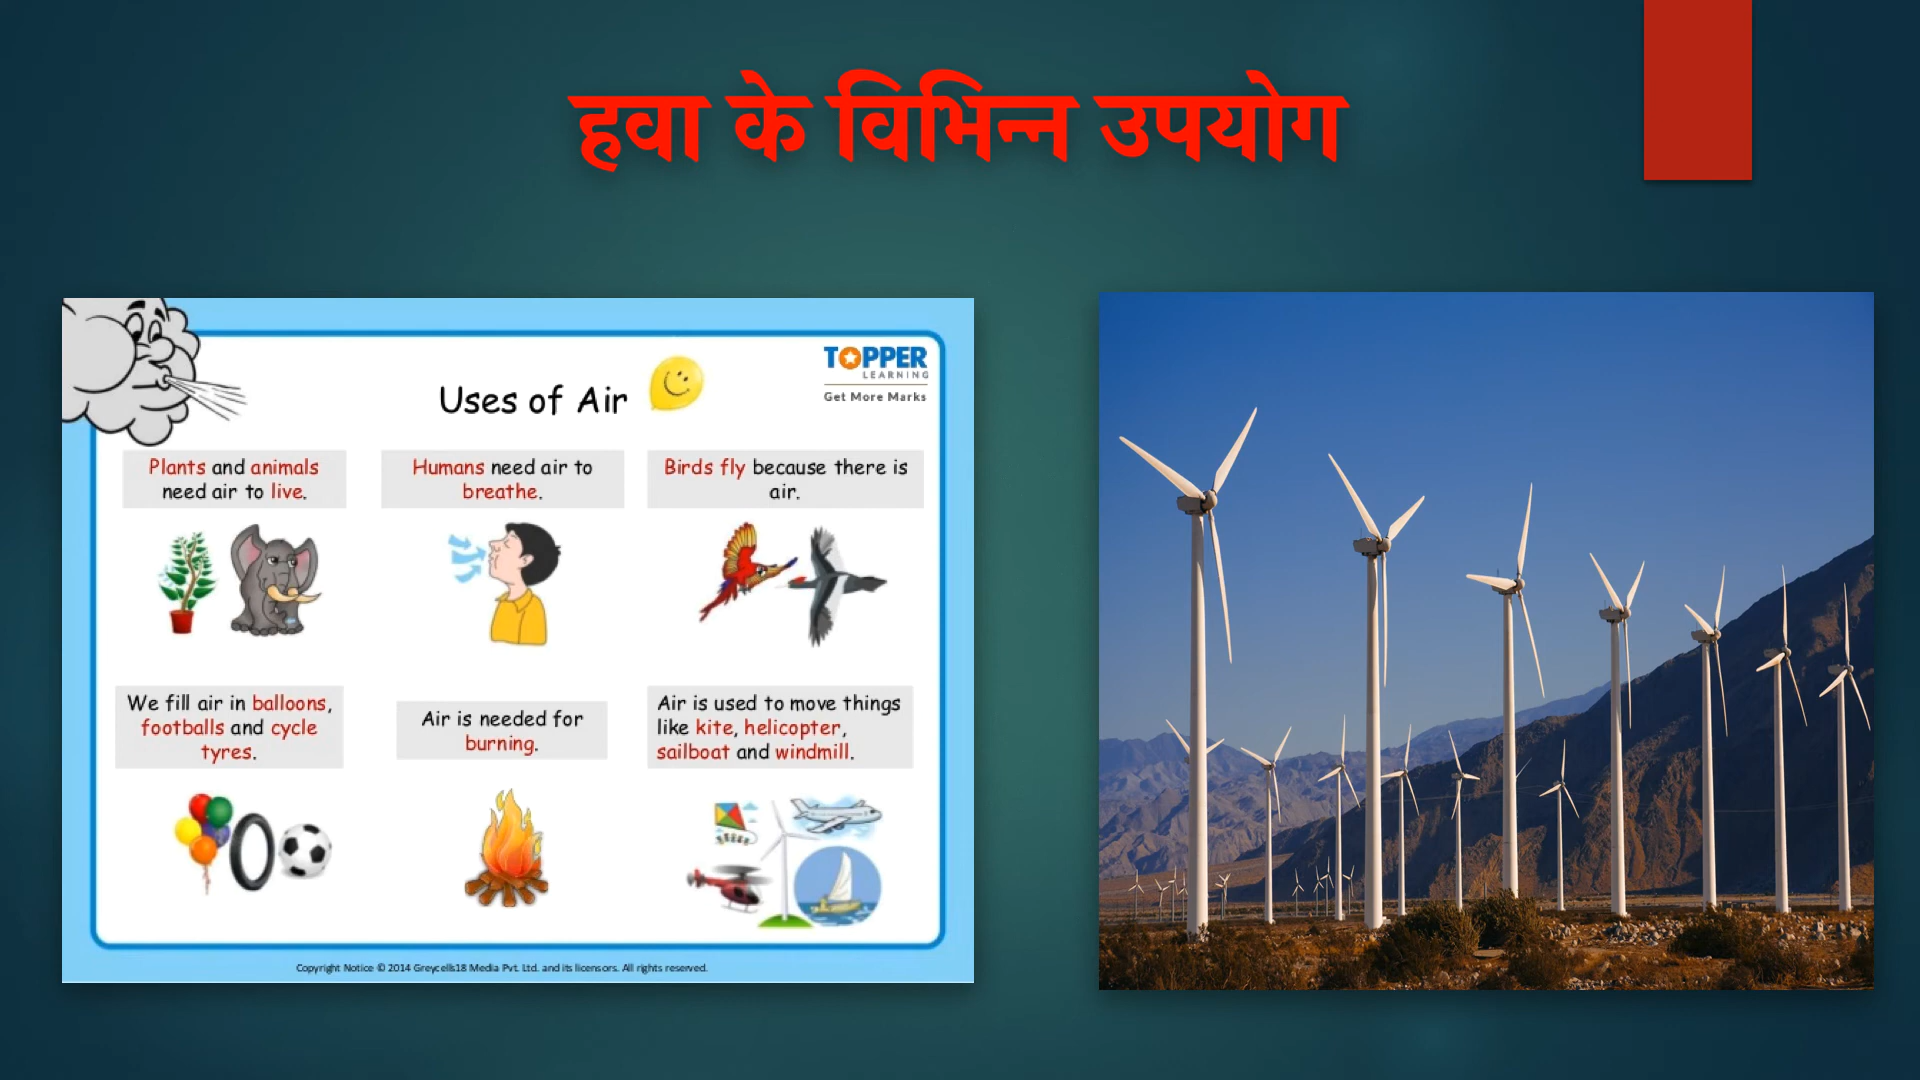 हवा के विभिन्न उपयोग
TOPPER
LEARNING
Get More Marks
Uses of Air
Plants and animals
need air to live.
Humans need air to
breathe.
Birds fly because there is
air.
We fill air in balloons,
footballs and cycle
tyres.
Air is needed for
burning.
Air is used to move things
like kite, helicopter,
sailboat and windmill.
Copyright Notice © 2014 Greycells18 Media Pvt. Ltd. and its licensors. All rights reserved.